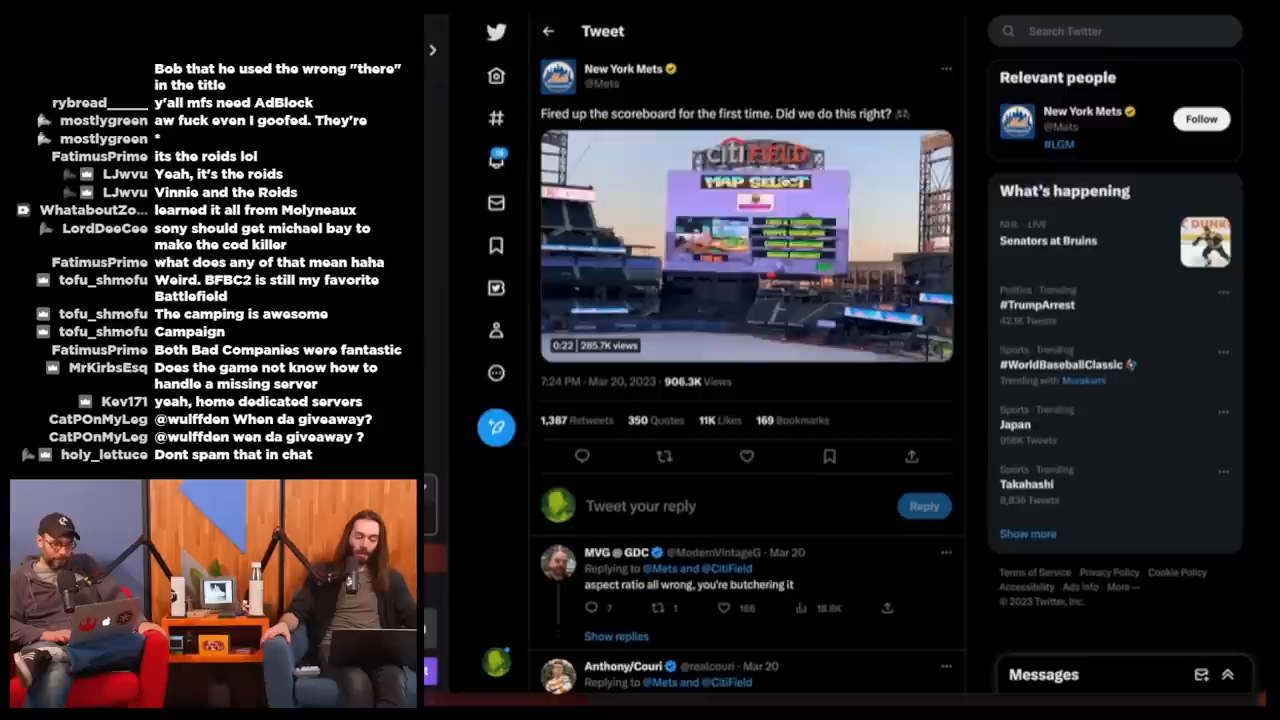 Bob that he used the wrong "there"
in the title
rybread______ y'all mfs need AdBlock
mostlygreen aw fuck even I goofed. They're
mostlygreen *
FatimusPrime its the roids lol
LJwvu Yeah, it's the roids
LJwvu Vinnie and the Roids
WhataboutZo... learned it all from Molyneaux
LordDeeCee sony should get michael bay to
make the cod killer
FatimusPrime what does any of that mean haha
tofu_shmofu Weird. BFBC2 is still my favorite
Battlefield
tofu_shmofu The camping is awesome
tofu_shmofu Campaign
FatimusPrime Both Bad Companies were fantastic
MrKirbsEsq Does the game not know how to
handle a missing server
Kev171 yeah, home dedicated servers
CatPOnMyLeg @wulffden When da giveaway?
CatPOnMyLeg @wulffden wen da giveaway ?
holy_lettuce Dont spam that in chat
Tweet
New York Mets
@Mets
Fired up the scoreboard for the first time. Did we do this right?
citi FIELD
MAP SELECT
0:22 | 285.7K views
7:24 PM · Mar 20, 2023 · 906.3K Views
1,387 Retweets 350 Quotes 11K Likes 169 Bookmarks
Tweet your reply
Reply
MVG @ GDC @ModernVintageG · Mar 20
Replying to @Mets and @CitiField
aspect ratio all wrong, you're butchering it
7 1 166 18.8K
Show replies
Anthony/Couri @realcouri · Mar 20
Replying to @Mets and @CitiField
Search Twitter
Relevant people
New York Mets
@Mets
Follow
#LGM
What's happening
NHL · LIVE
Senators at Bruins
Politics · Trending
#TrumpArrest
42.1K Tweets
Sports · Trending
#WorldBaseballClassic
Trending with Murakami
Sports · Trending
Japan
956K Tweets
Sports · Trending
Takahashi
8,836 Tweets
Show more
Terms of Service Privacy Policy Cookie Policy
Accessibility Ads info More
© 2023 Twitter, Inc.
Messages